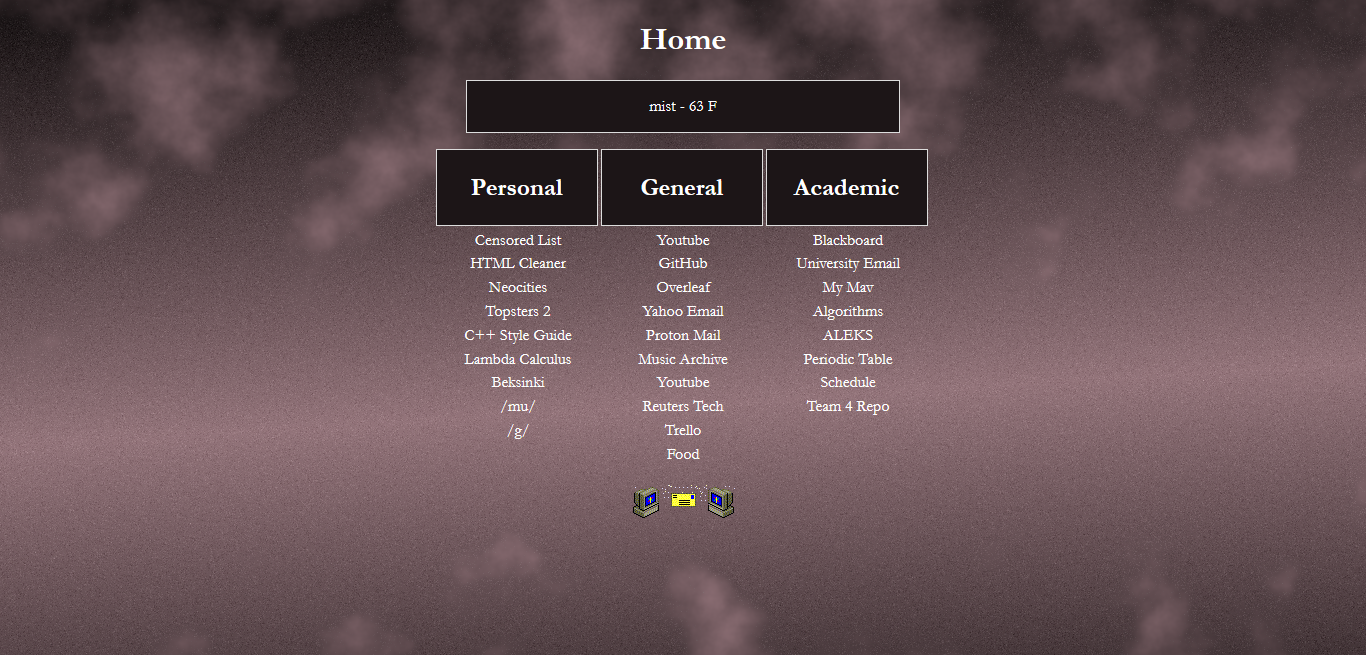 Home
mist - 63 F
Personal General Academic
Censored List Youtube Blackboard
HTML Cleaner GitHub University Email
Neocities Overleaf My Mav
Topsters 2 Yahoo Email Algorithms
C++ Style Guide Proton Mail ALEKS
Lambda Calculus Music Archive Periodic Table
Beksinki Youtube Schedule
/mu/ Reuters Tech Team 4 Repo
/g/ Trello
Food